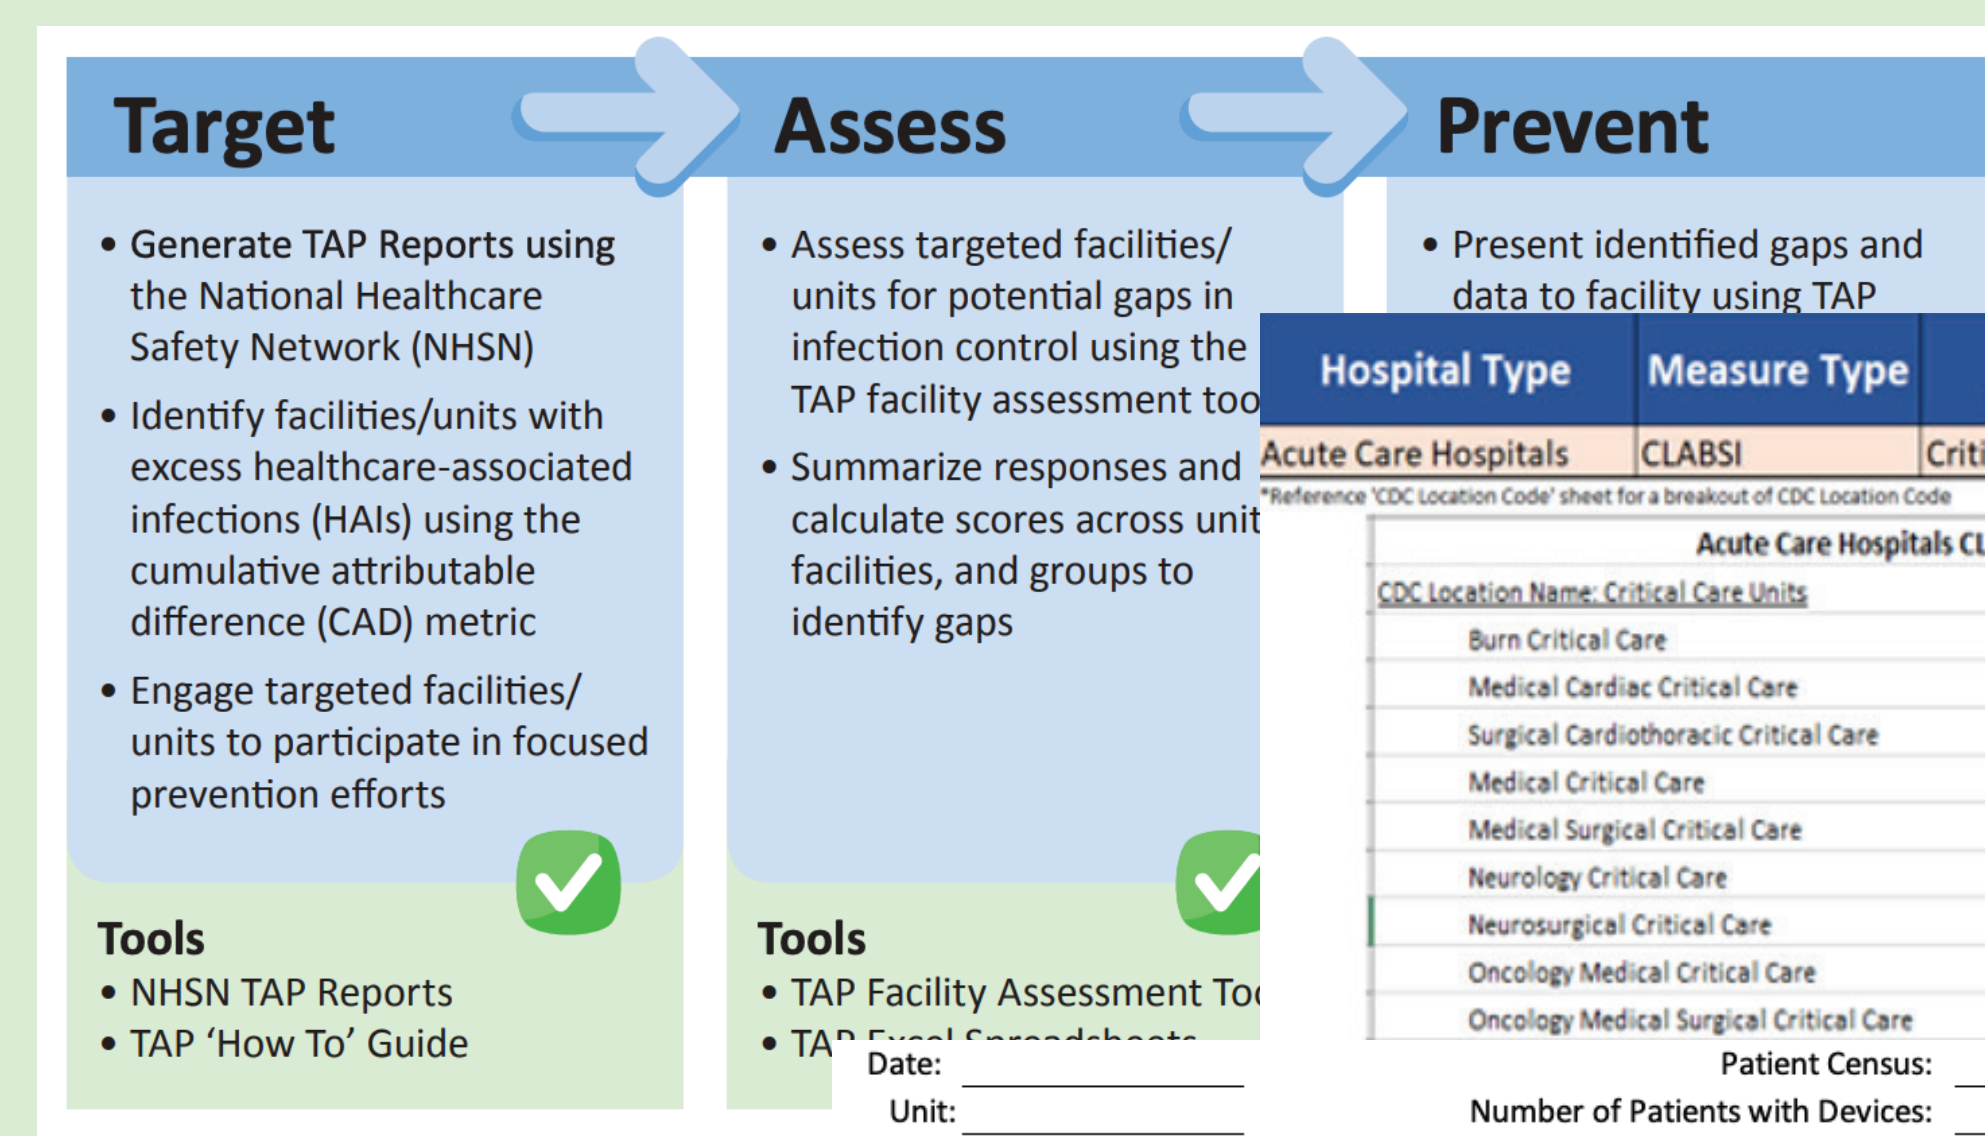 Target
Assess
Prevent
• Generate TAP Reports using
the National Healthcare
Safety Network (NHSN)
• Identify facilities/units with
excess healthcare-associated
infections (HAIs) using the
cumulative attributable
difference (CAD) metric
• Engage targeted facilities/
units to participate in focused
prevention efforts
Tools
• NHSN TAP Reports
• TAP ‘How To’ Guide
• Assess targeted facilities/
units for potential gaps in
infection control using the
TAP facility assessment too
• Summarize responses and
calculate scores across unit
facilities, and groups to
identify gaps
Tools
• TAP Facility Assessment Too
• TAP Excel Spreadsheets
• Present identified gaps and
data to facility using TAP
Hospital Type Measure Type
Acute Care Hospitals CLABSI Criti
*Reference 'CDC Location Code' sheet for a breakout of CDC Location Code
Acute Care Hospitals CL
CDC Location Name: Critical Care Units
Burn Critical Care
Medical Cardiac Critical Care
Surgical Cardiothoracic Critical Care
Medical Critical Care
Medical Surgical Critical Care
Neurology Critical Care
Neurosurgical Critical Care
Oncology Medical Critical Care
Oncology Medical Surgical Critical Care
Date:
Patient Census:
Unit:
Number of Patients with Devices: